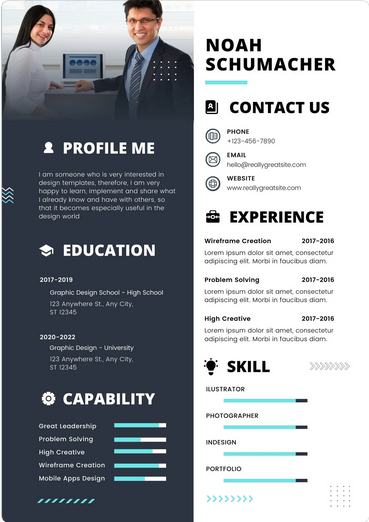 NOAH
SCHUMACHER
CONTACT US
PHONE
+123-456-7890
EMAIL
hello@reallygreatsite.com
WEBSITE
www.reallygreatsite.com
PROFILE ME
I am someone who is very interested in
design templates, therefore, I am very
happy to learn, implement and share what
I already know and have with others, so
that it becomes especially useful in the
design world
EDUCATION
2017-2019
Graphic Design School - High School
123 Anywhere St., Any City,
ST 12345
2020-2022
Graphic Design - University
123 Anywhere St., Any City,
ST 12345
CAPABILITY
Great Leadership
Problem Solving
High Creative
Wireframe Creation
Mobile Apps Design
EXPERIENCE
Wireframe Creation 2017-2016
Lorem ipsum dolor sit amet, consectetur
adipiscing elit. Morbi in faucibus diam.
Problem Solving 2017-2016
Lorem ipsum dolor sit amet, consectetur
adipiscing elit. Morbi in faucibus diam.
High Creative 2017-2016
Lorem ipsum dolor sit amet, consectetur
adipiscing elit. Morbi in faucibus diam.
SKILL
ILUSTRATOR
PHOTOGRAPHER
INDESIGN
PORTFOLIO